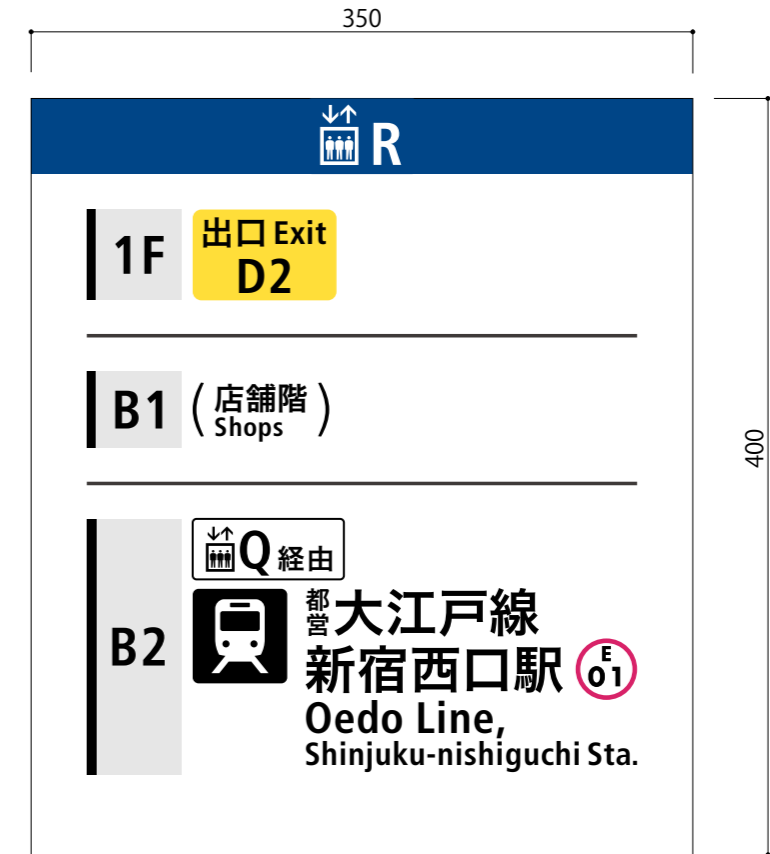 350
400
R
1F
出口 Exit
D2
B1
(店舗階
Shops)
B2
Q 経由
都営大江戸線
新宿西口駅
E
01
Oedo Line,
Shinjuku-nishiguchi Sta.